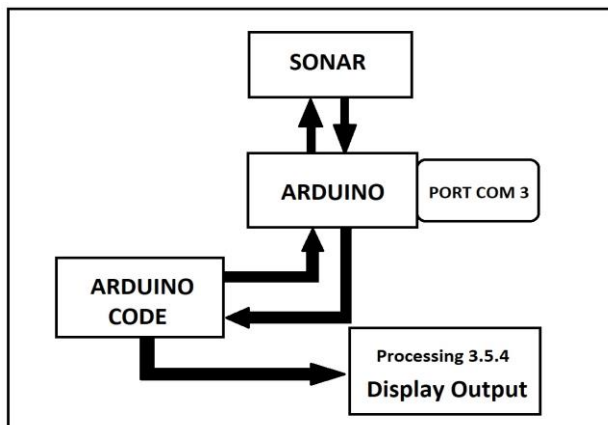 SONAR
ARDUINO
PORT COM 3
ARDUINO
CODE
Processing 3.5.4
Display Output